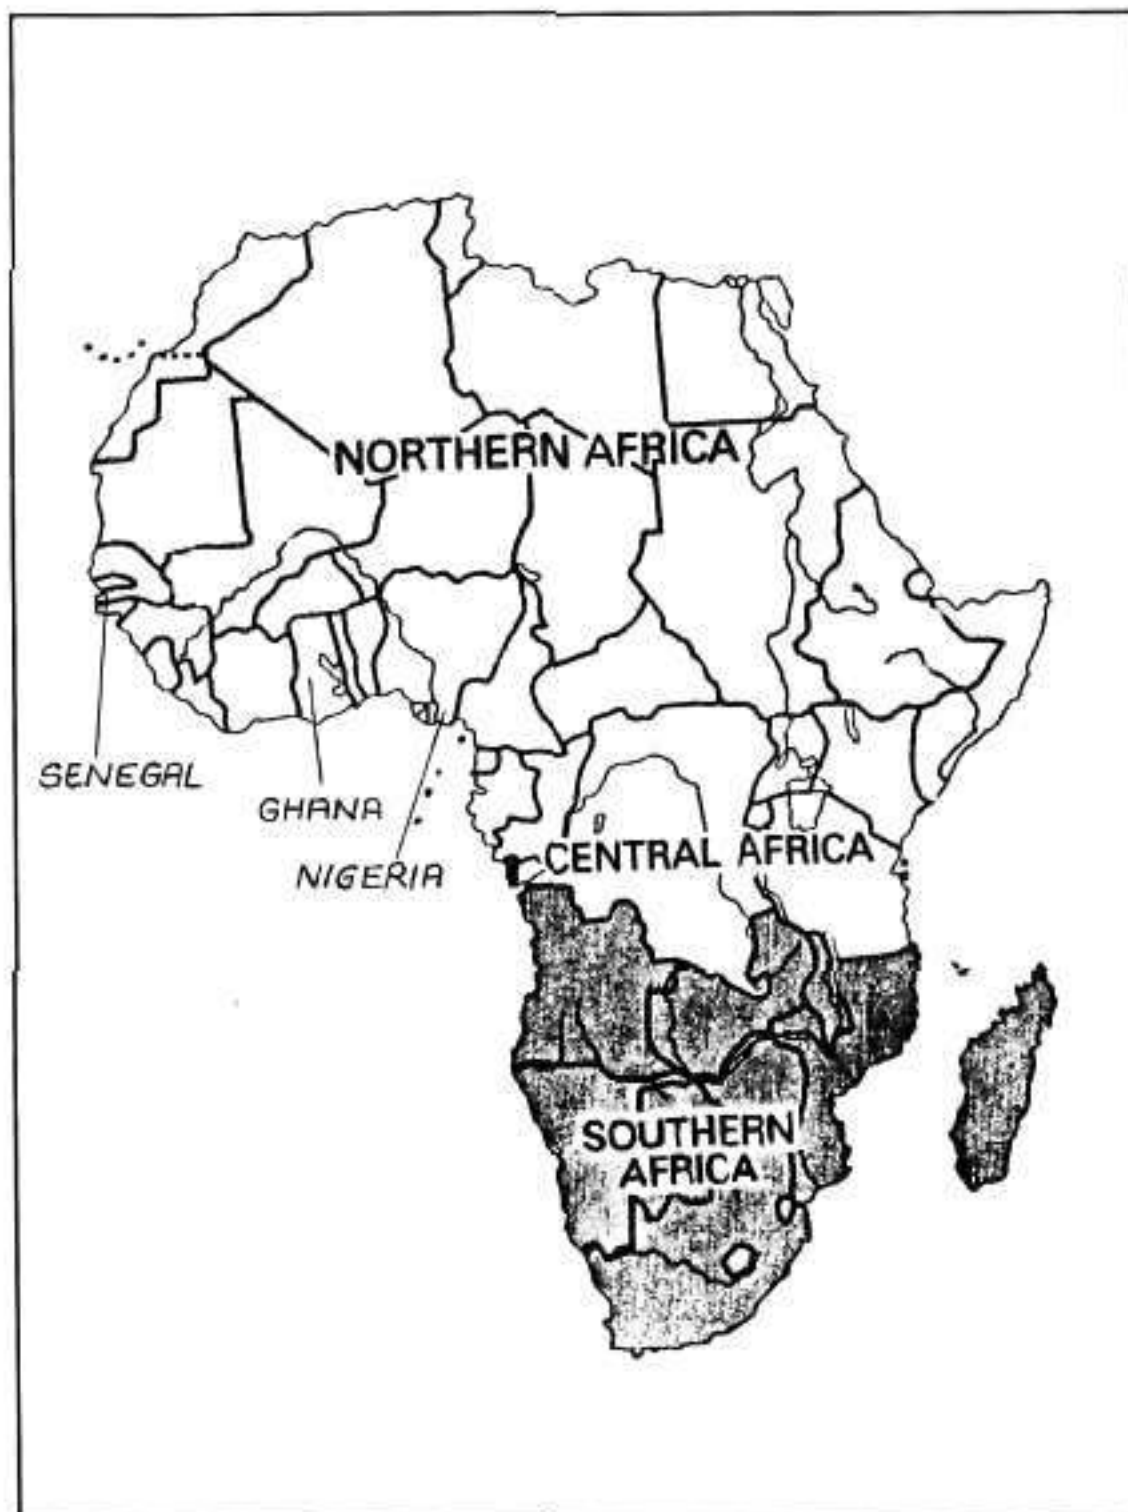 NORTHERN AFRICA
SENEGAL
GHANA
NIGERIA
CENTRAL AFRICA
SOUTHERN
AFRICA